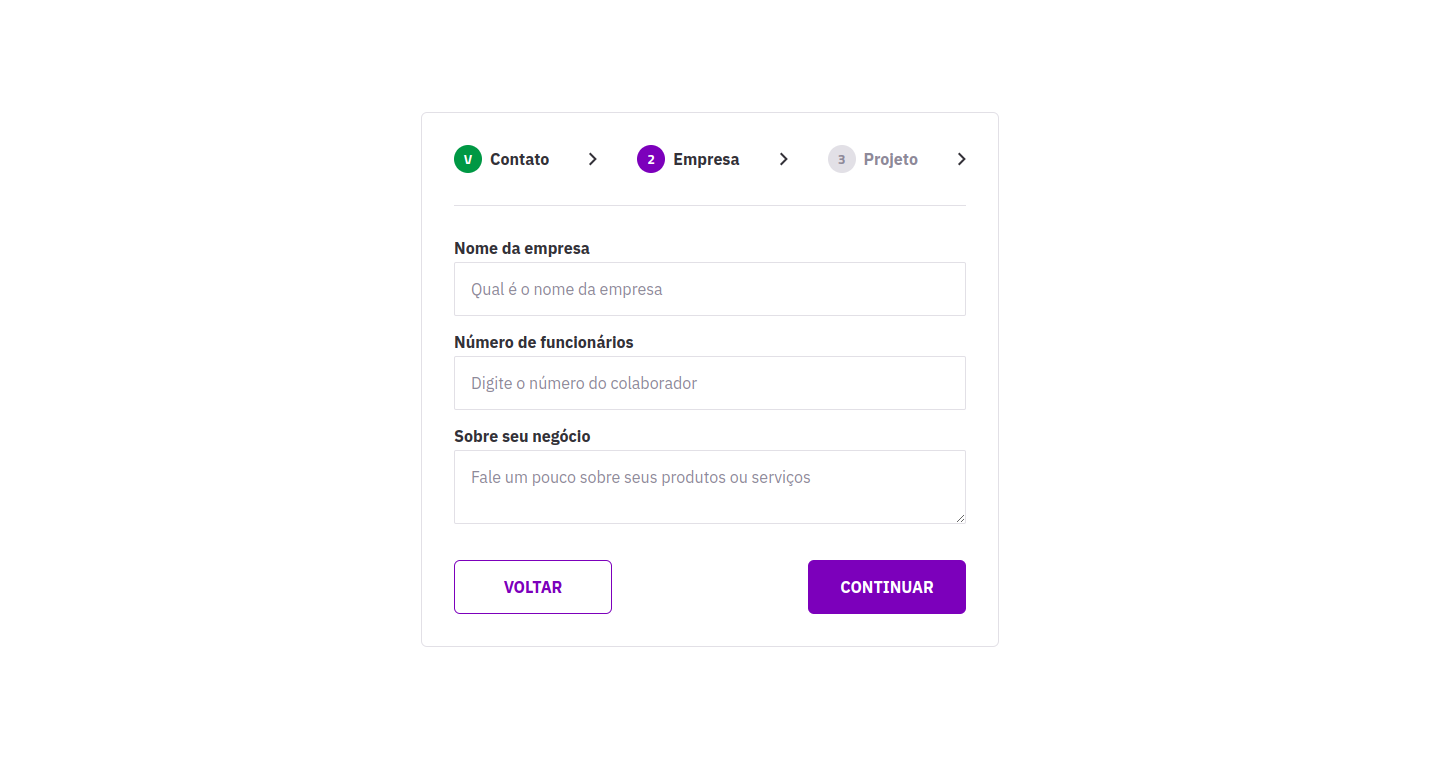 V Contato 2 Empresa 3 Projeto
Nome da empresa
Qual é o nome da empresa
Número de funcionários
Digite o número do colaborador
Sobre seu negócio
Fale um pouco sobre seus produtos ou serviços
VOLTAR CONTINUAR